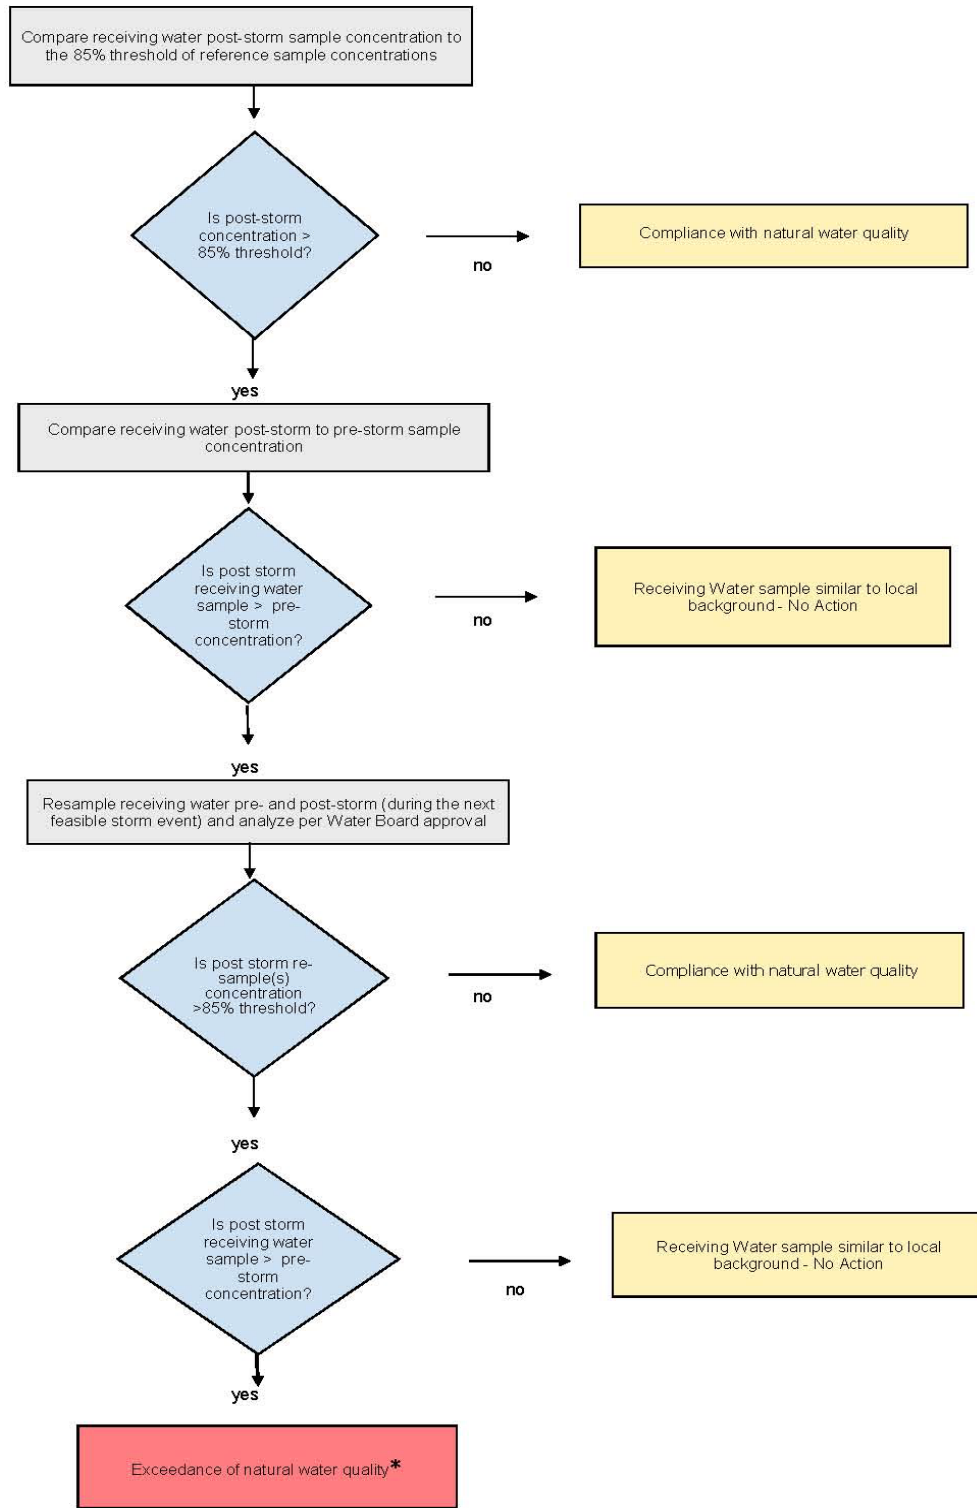 Compare receiving water post-storm sample concentration to
the 85% threshold of reference sample concentrations
Is post-storm
concentration >
85% threshold?
no
Compliance with natural water quality
yes
Compare receiving water post-storm to pre-storm sample
concentration
Is post storm
receiving water
sample > pre-
storm
concentration?
no
Receiving Water sample similar to local
background - No Action
yes
Resample receiving water pre- and post-storm (during the next
feasible storm event) and analyze per Water Board approval
Is post storm re-
sample(s)
concentration
>85% threshold?
no
Compliance with natural water quality
yes
Is post storm
receiving water
sample > pre-
storm
concentration?
no
Receiving Water sample similar to local
background - No Action
yes
Exceedance of natural water quality*